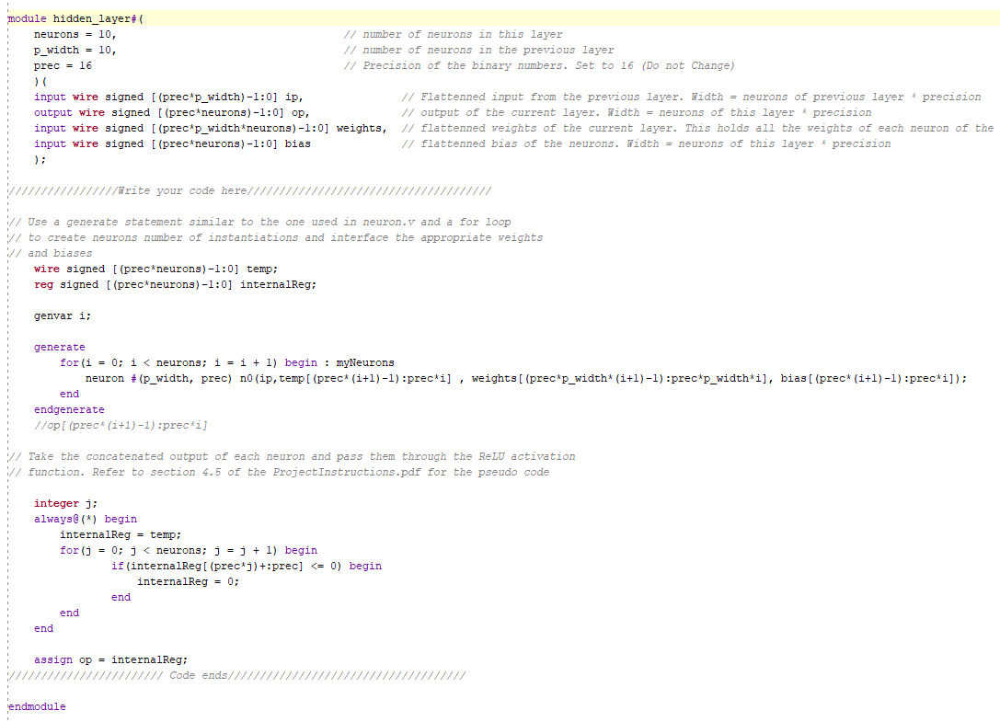 module hidden_layer#(
neurons = 10, // number of neurons in this layer
p_width = 10, // number of neurons in the previous layer
prec = 16 // Precision of the binary numbers. Set to 16 (Do not Change)
)(
input wire signed [(prec*p_width)-1:0] ip, // Flattenned input from the previous layer. Width = neurons of previous layer * precision
output wire signed [(prec*neurons)-1:0] op, // output of the current layer. Width = neurons of this layer * precision
input wire signed [(prec*p_width*neurons)-1:0] weights, // flattenned weights of the current layer. This holds all the weights of each neuron of the
input wire signed [(prec*neurons)-1:0] bias // flattenned bias of the neurons. Width = neurons of this layer * precision
);
/////////////////Write your code here//////////////////////////////////////
// Use a generate statement similar to the one used in neuron.v and a for loop
// to create neurons number of instantiations and interface the appropriate weights
// and biases
wire signed [(prec*neurons)-1:0] temp;
reg signed [(prec*neurons)-1:0] internalReg;
genvar i;
generate
for(i = 0; i < neurons; i = i + 1) begin : myNeurons
neuron #(p_width, prec) n0(ip,temp[(prec*(i+1)-1):prec*i] , weights[(prec*p_width*(i+1)-1):prec*p_width*i], bias[(prec*(i+1)-1):prec*i]);
end
endgenerate
//op[(prec*(i+1)-1):prec*i]
// Take the concatenated output of each neuron and pass them through the ReLU activation
// function. Refer to section 4.5 of the ProjectInstructions.pdf for the pseudo code
integer j;
always@(*) begin
internalReg = temp;
for(j = 0; j < neurons; j = j + 1) begin
if(internalReg[(prec*j)+:prec] <= 0) begin
internalReg = 0;
end
end
end
assign op = internalReg;
//////////////////////// Code ends/////////////////////////////////////
endmodule